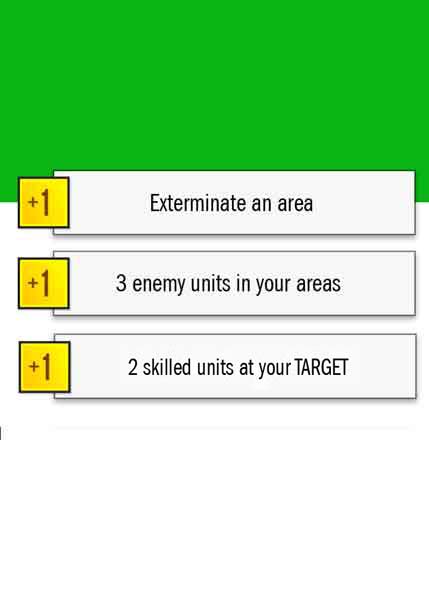 +1 Exterminate an area
+1 3 enemy units in your areas
+1 2 skilled units at your TARGET